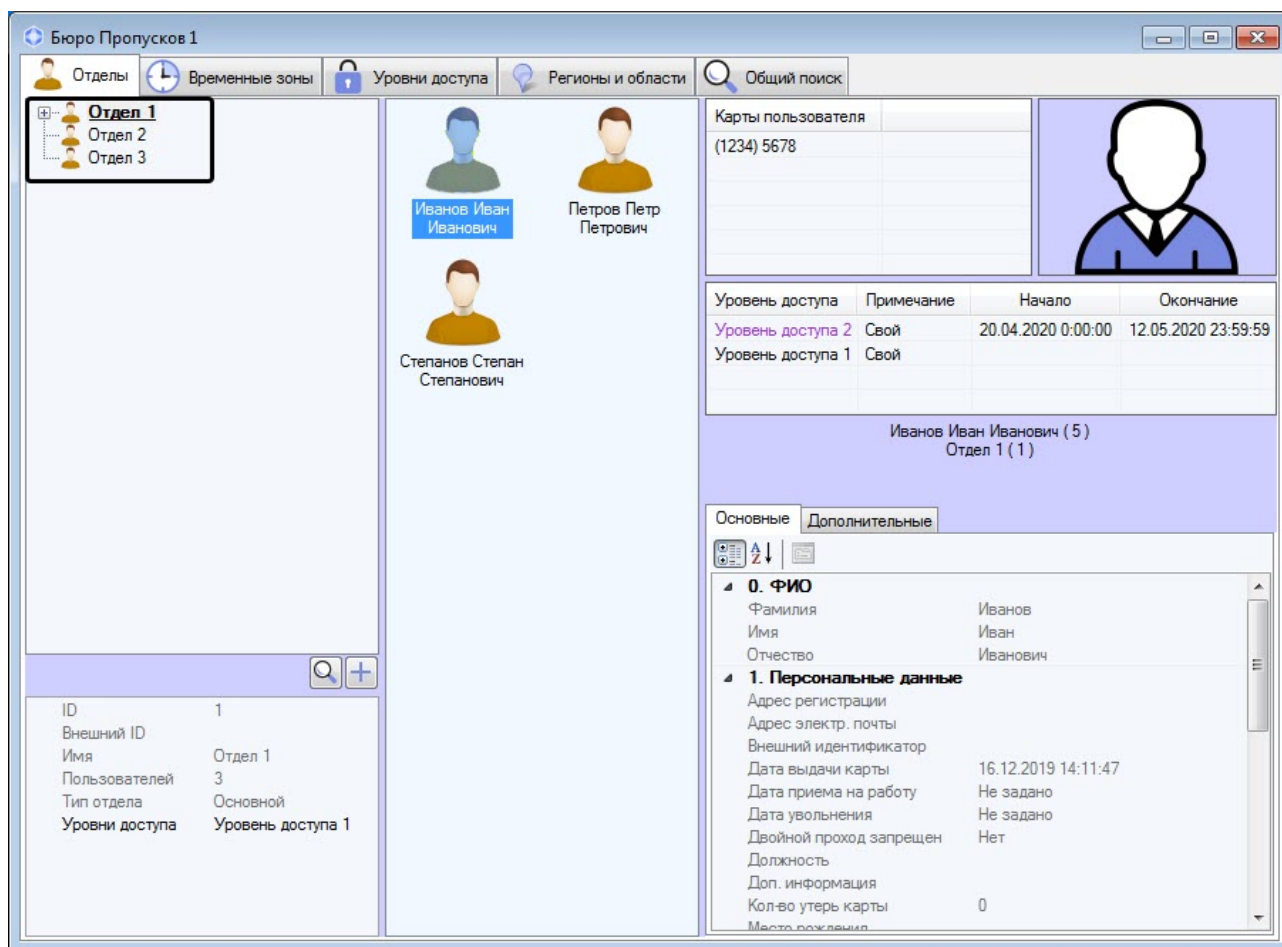 Бюро Пропусков 1
Отделы Временные зоны Уровни доступа Регионы и области Общий поиск
Отдел 1
Отдел 2
Отдел 3
Иванов Иван
Иванович
Петров Петр
Петрович
Степанов Степан
Степанович
ID 1
Внешний ID
Имя Отдел 1
Пользователей 3
Тип отдела Основной
Уровни доступа Уровень доступа 1
Карты пользователя
(1234) 5678
Уровень доступа Примечание Начало Окончание
Уровень доступа 2 Свой 20.04.2020 0:00:00 12.05.2020 23:59:59
Уровень доступа 1 Свой
Иванов Иван Иванович ( 5 )
Отдел 1 ( 1 )
Основные Дополнительные
0. ФИО
Фамилия Иванов
Имя Иван
Отчество Иванович
1. Персональные данные
Адрес регистрации
Адрес электр. почты
Внешний идентификатор
Дата выдачи карты 16.12.2019 14:11:47
Дата приема на работу Не задано
Дата увольнения Не задано
Двойной проход запрещен Нет
Должность
Доп. информация
Кол-во утерь карты 0
Место рождения